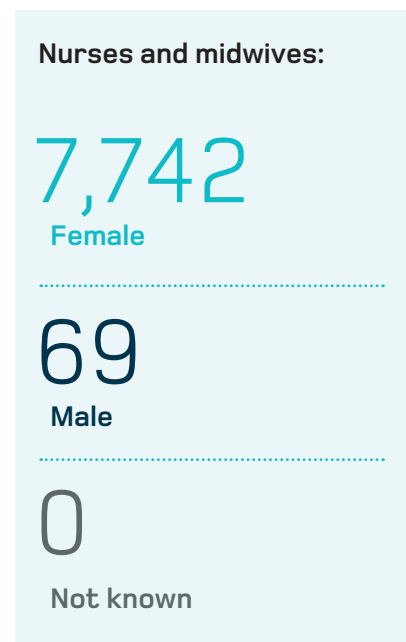 Nurses and midwives:
7,742
Female
69
Male
0
Not known